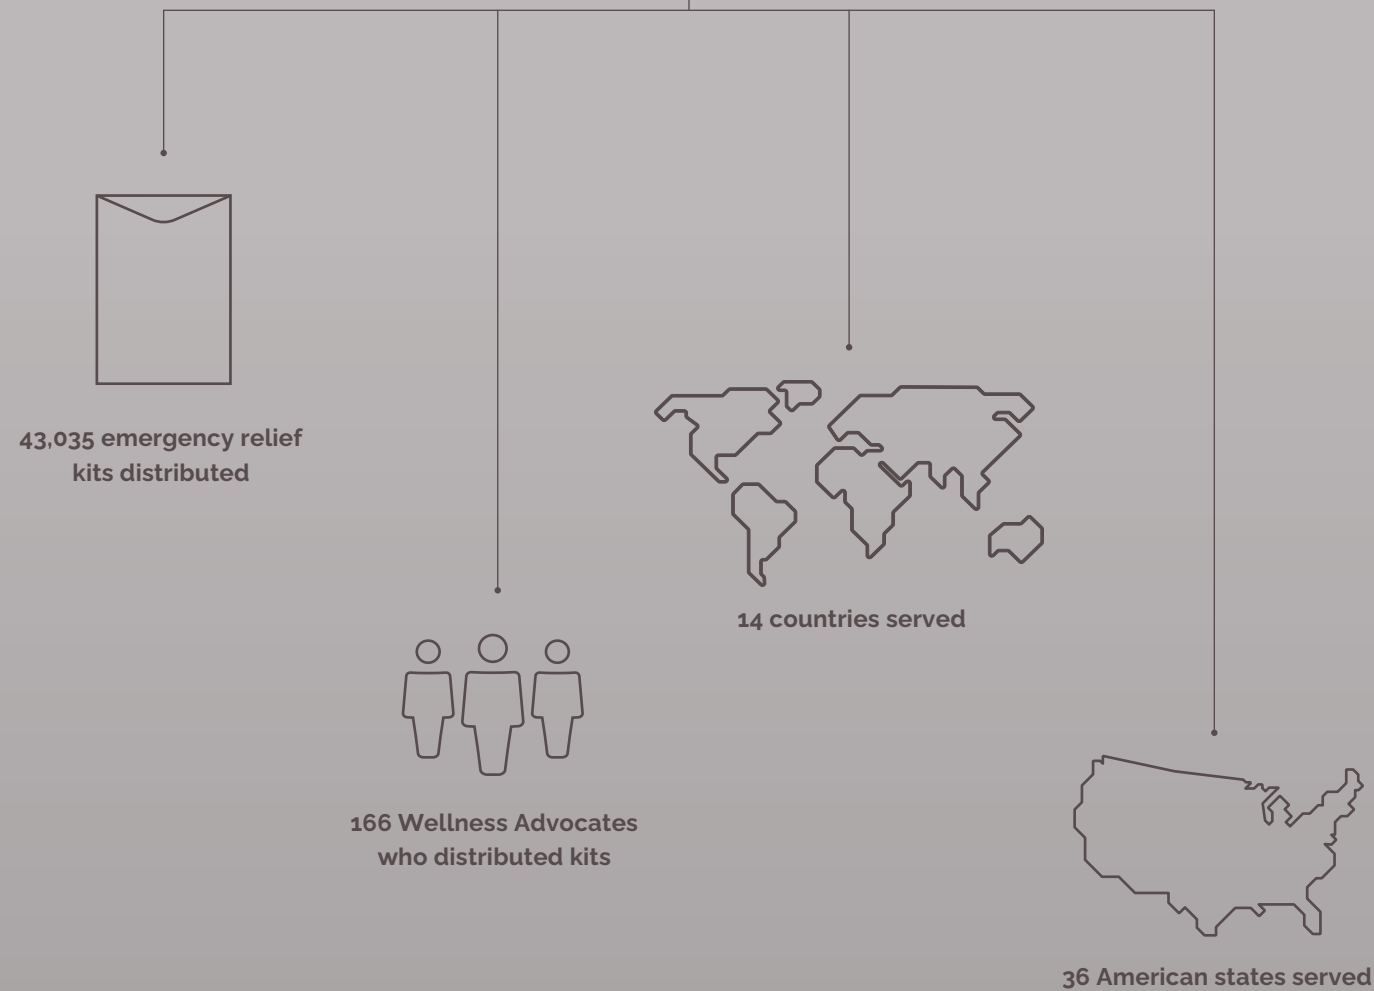 43,035 emergency relief
kits distributed
166 Wellness Advocates
who distributed kits
14 countries served
36 American states served